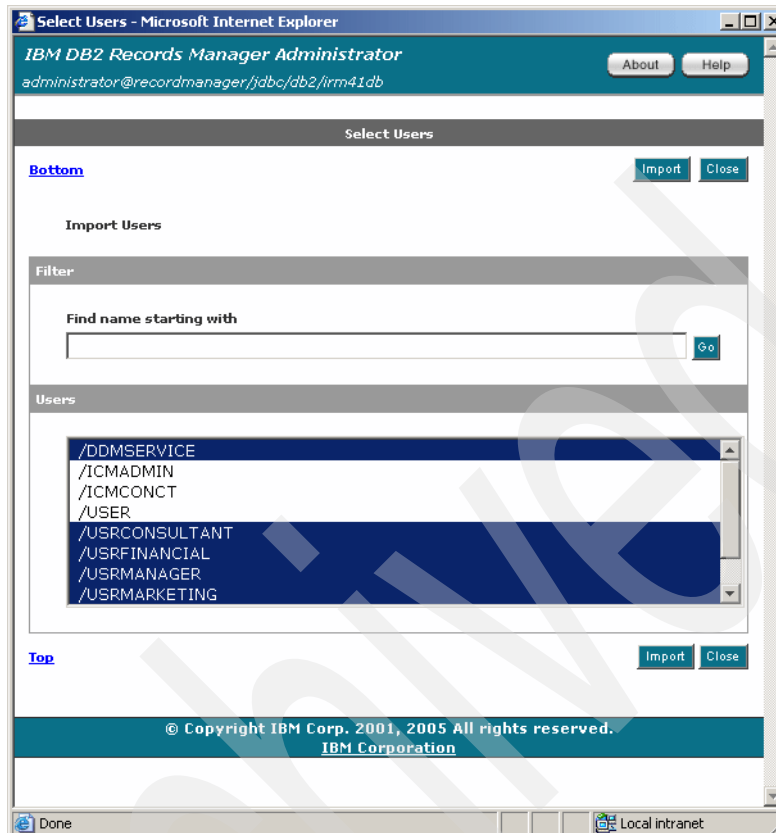 Select Users - Microsoft Internet Explorer
IBM DB2 Records Manager Administrator
About Help
administrator@recordmanager/jdbc/db2/irm41db
Select Users
Bottom
Import Close
Import Users
Filter
Find name starting with
Go
Users
/DDMSERVICE
/ICMADMIN
/ICMCONCT
/USER
/USRCONSULTANT
/USRFINANCIAL
/USRMANAGER
/USRMARKETING
Top
Import Close
© Copyright IBM Corp. 2001, 2005 All rights reserved.
IBM Corporation
Done
Local intranet